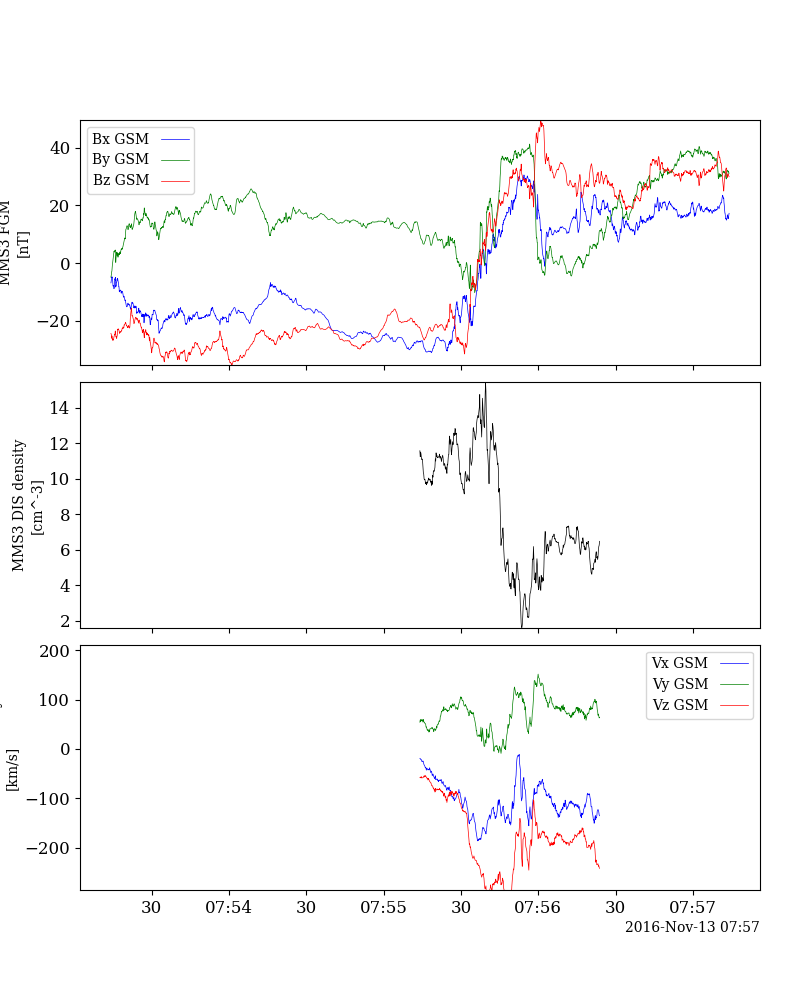 40
20
0
−20
MMS3 FGM
[nT]
Bx GSM
By GSM
Bz GSM
14
12
10
8
6
4
2
MMS3 DIS density
[cm^-3]
200
100
0
−100
−200
[km/s]
Vx GSM
Vy GSM
Vz GSM
30 07:54 30 07:55 30 07:56 30 07:57
2016-Nov-13 07:57